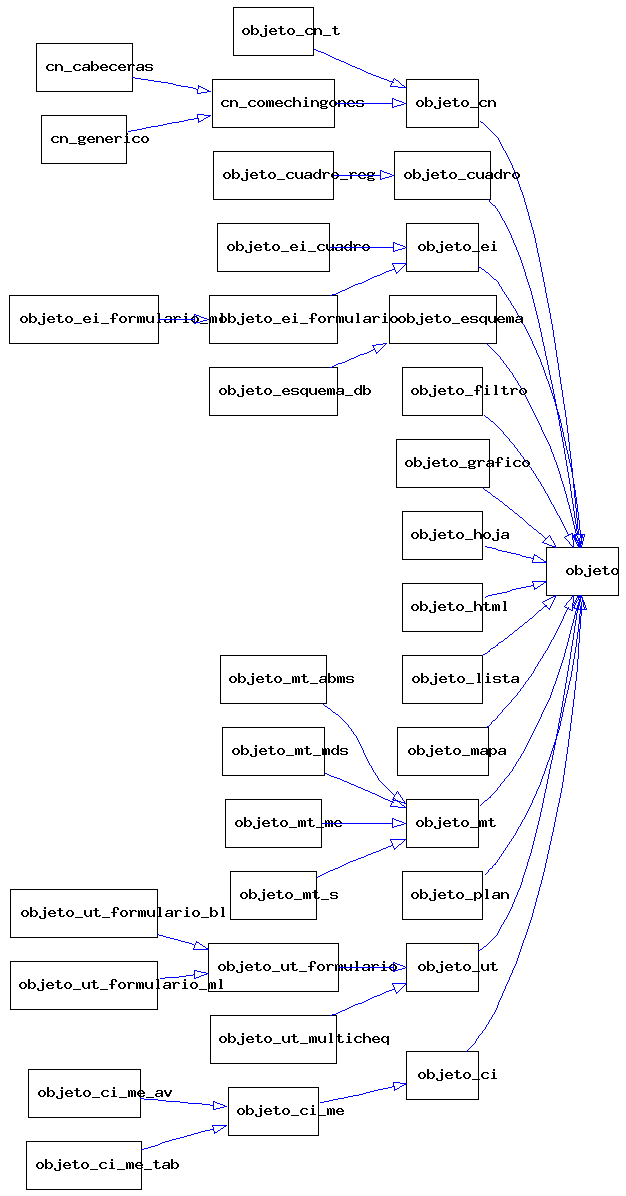 objeto_cn_t
cn_cabeceras
cn_comechingones
objeto_cn
cn_generico
objeto_cuadro_reg
objeto_cuadro
objeto_ei_cuadro
objeto_ei
objeto_ei_formulario_ml
objeto_ei_formulario
objeto_esquema
objeto_esquema_db
objeto_filtro
objeto_grafico
objeto_hoja
objeto
objeto_html
objeto_mt_abms
objeto_lista
objeto_mt_mds
objeto_mapa
objeto_mt_me
objeto_mt
objeto_mt_s
objeto_plan
objeto_ut_formulario_bl
objeto_ut_formulario
objeto_ut
objeto_ut_formulario_ml
objeto_ut_multicheq
objeto_ci
objeto_ci_me_av
objeto_ci_me
objeto_ci_me_tab